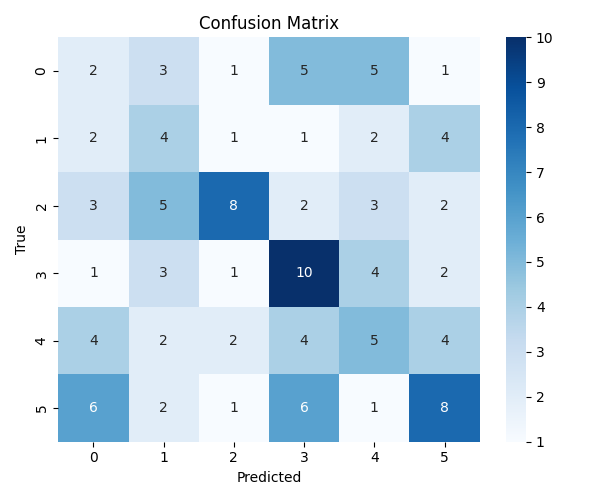 Confusion Matrix
True
0 2 3 1 5 5 1
1 2 4 1 1 2 4
2 3 5 8 2 3 2
3 1 3 1 10 4 2
4 4 2 2 4 5 4
5 6 2 1 6 1 8
0 1 2 3 4 5
Predicted
10
9
8
7
6
5
4
3
2
1